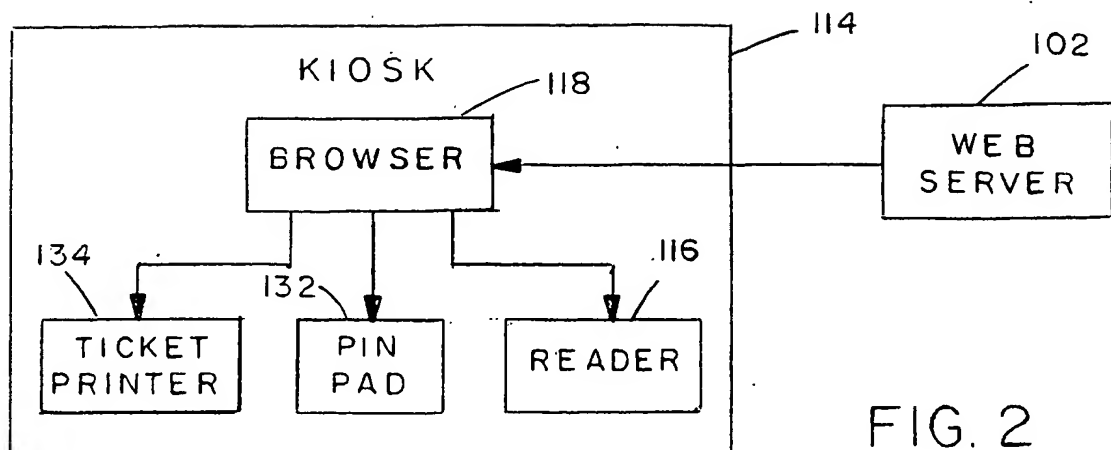 114
KIOSK
102
118
BROWSER
WEB
SERVER
134
132
116
TICKET
PRINTER
PIN
PAD
READER
FIG. 2